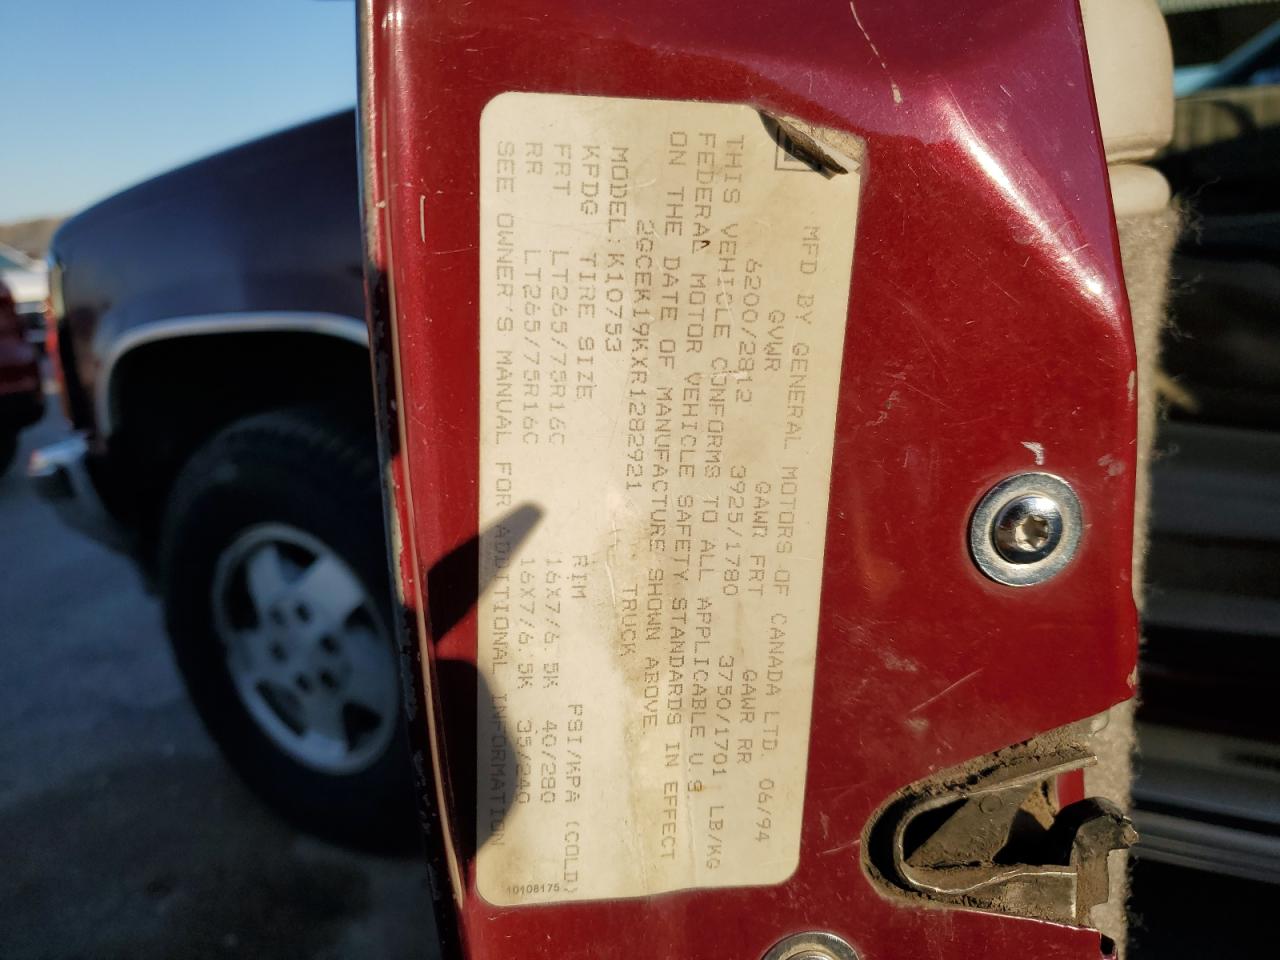 MFD BY GENERAL MOTORS OF CANADA LTD. 06/94
GVWR GAWR FRT GAWR RR
6200/2812 3925/1780 3750/1701 LB/KG
THIS VEHICLE CONFORMS TO ALL APPLICABLE U.S
FEDERAL MOTOR VEHICLE SAFETY STANDARDS IN EFFECT
ON THE DATE OF MANUFACTURE SHOWN ABOVE
2GCEK19KXR1282921 TRUCK
MODEL:K10753
KFDG TIRE SIZE RIM PSI/KPA (COLD)
FRT LT265/75R16C 16X7/6.5K 40/280
RR LT265/75R16C 16X7/6.5K 35/240
SEE OWNER'S MANUAL FOR ADDITIONAL INFORMATION
10108175